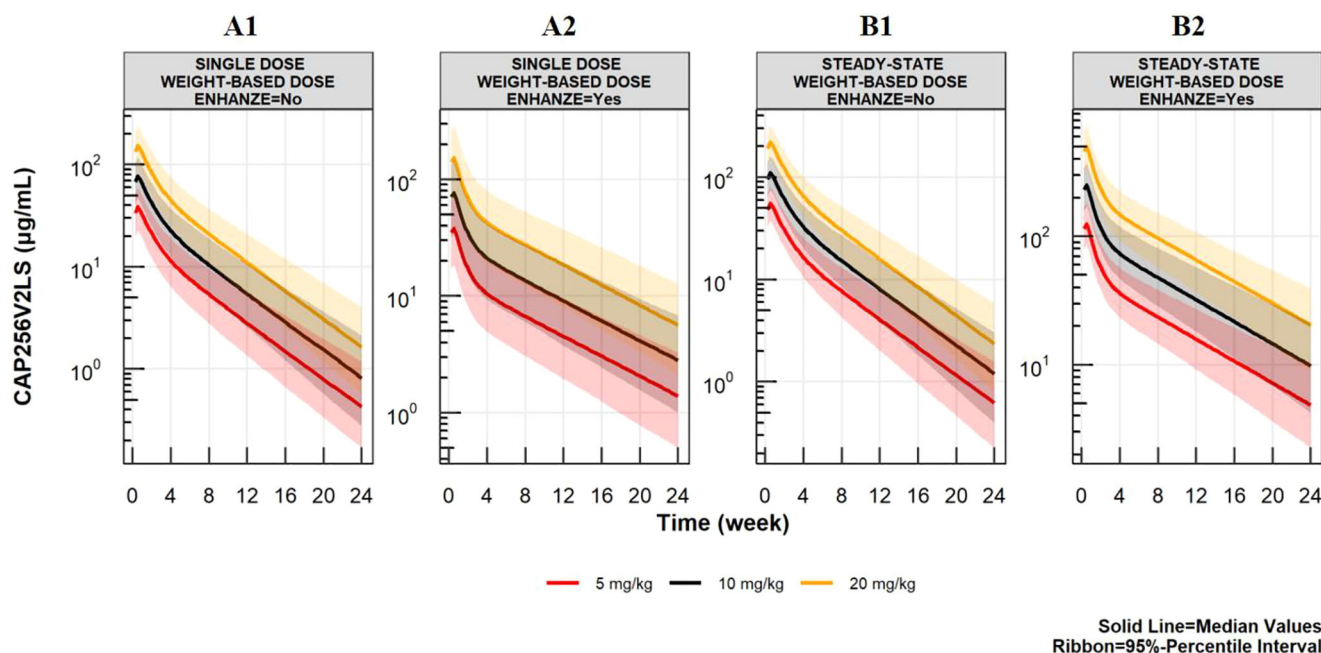 A1 A2 B1 B2
SINGLE DOSE
WEIGHT-BASED DOSE
ENHANZE=No
SINGLE DOSE
WEIGHT-BASED DOSE
ENHANZE=Yes
STEADY-STATE
WEIGHT-BASED DOSE
ENHANZE=No
STEADY-STATE
WEIGHT-BASED DOSE
ENHANZE=Yes
CAP256V2LS (µg/mL)
10²
10¹
10⁰
10²
10¹
10⁰
10²
10¹
10⁰
10²
10¹
0 4 8 12 16 20 24
0 4 8 12 16 20 24
0 4 8 12 16 20 24
0 4 8 12 16 20 24
Time (week)
5 mg/kg 10 mg/kg 20 mg/kg
Solid Line=Median Values
Ribbon=95%-Percentile Interval